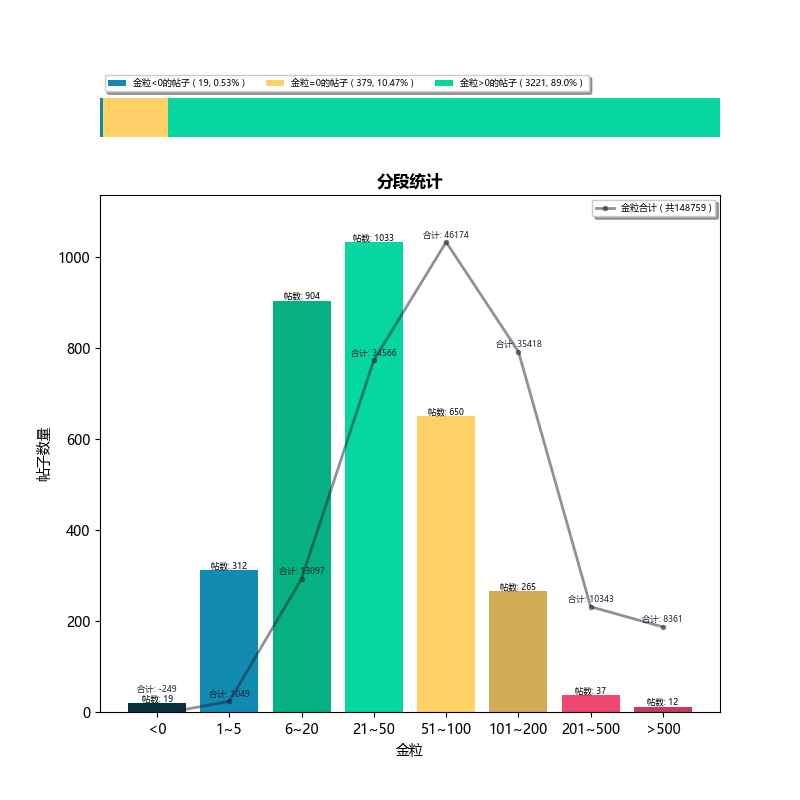 金粒<0的帖子 ( 19, 0.53% )
金粒=0的帖子 ( 379, 10.47% )
金粒>0的帖子 ( 3221, 89.0% )
分段统计
金粒合计 ( 共148759 )
帖子数量
1000
800
600
400
200
0
合计: -249
帖数: 19
帖数: 312
合计: 1049
帖数: 904
合计: 13097
帖数: 1033
合计: 34566
合计: 46174
帖数: 650
合计: 35418
帖数: 265
合计: 10343
帖数: 37
合计: 8361
帖数: 12
<0
1~5
6~20
21~50
51~100
101~200
201~500
>500
金粒